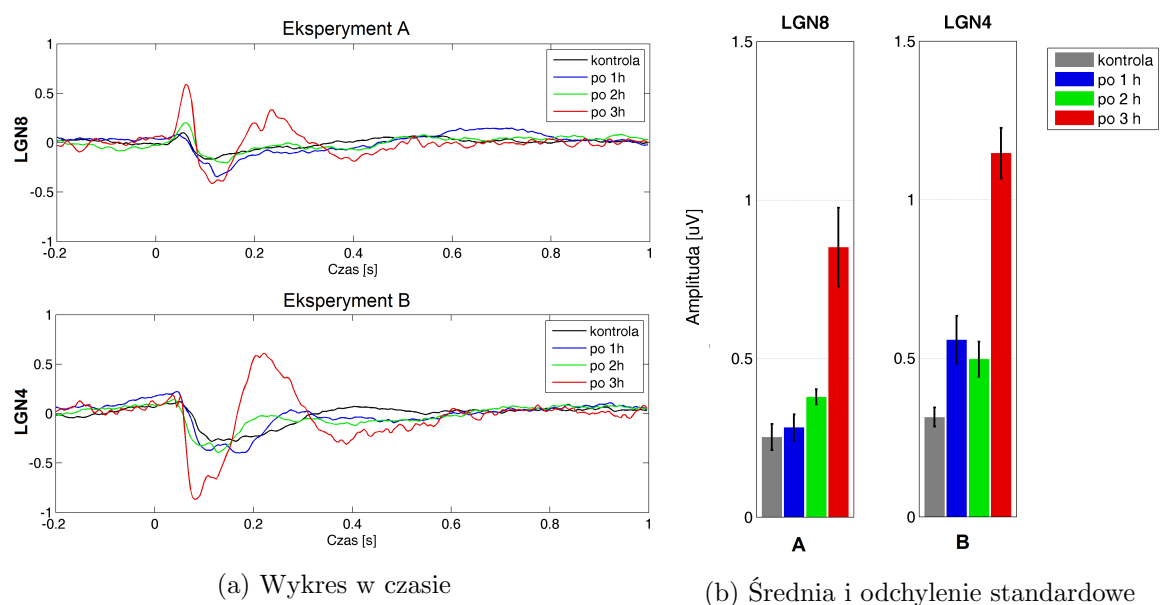 Eksperyment A
LGN8
1
0.5
0
-0.5
-1
-0.2
0
0.2
0.4
0.6
0.8
1
Czas [s]
kontrola
po 1h
po 2h
po 3h
Eksperyment B
LGN4
1
0.5
0
-0.5
-1
-0.2
0
0.2
0.4
0.6
0.8
1
Czas [s]
kontrola
po 1h
po 2h
po 3h
(a) Wykres w czasie
LGN8
Amplituda [uV]
1.5
1
0.5
0
A
LGN4
1.5
1
0.5
0
B
kontrola
po 1 h
po 2 h
po 3 h
(b) Średnia i odchylenie standardowe